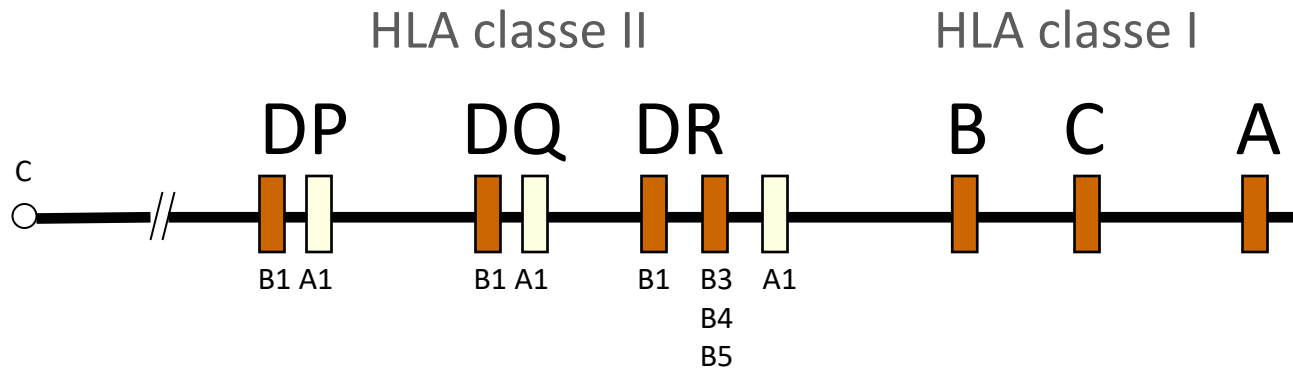 HLA classe II HLA classe I
DP DQ DR B C A
C
B1 A1 B1 A1 B1 B3 A1
B4
B5